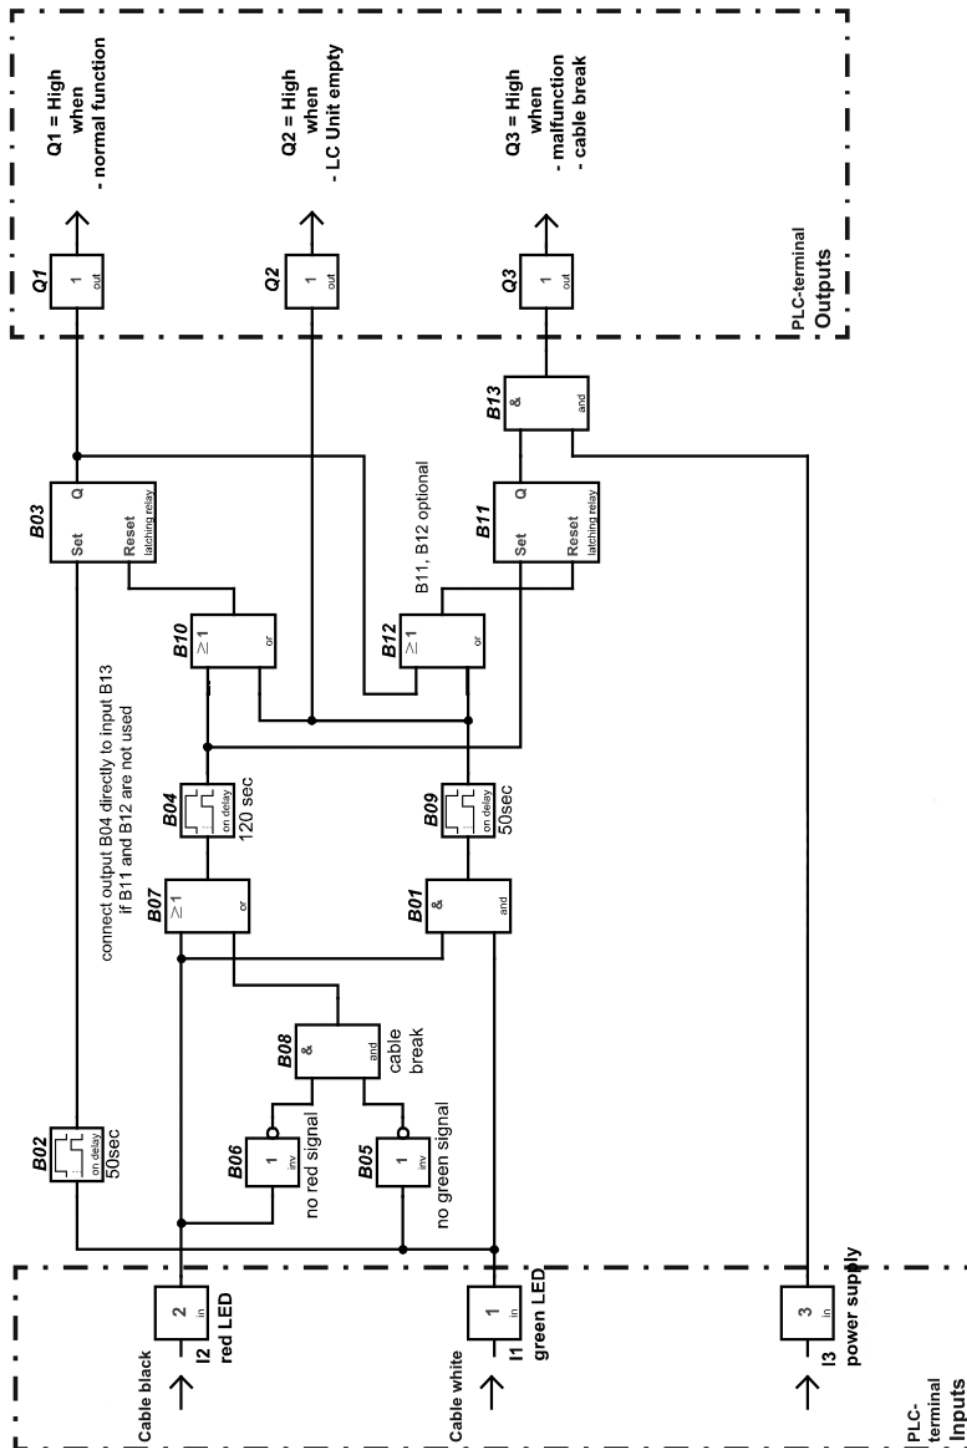 Q1 = High
when
- normal function
Q2 = High
when
- LC Unit empty
Q3 = High
when
- malfunction
- cable break
Q1
1
out
Q2
1
out
Q3
1
out
PLC-terminal
Outputs
B13
&
and
B03
Set
Q
Reset
latching relay
B11
Set
Q
Reset
latching relay
B11, B12 optional
B10
≥1
or
B12
≥1
or
connect output B04 directly to input B13
if B11 and B12 are not used
B04
on delay
120 sec
B09
on delay
50sec
B07
≥1
or
B01
&
and
B08
&
and
cable
break
B02
on delay
50sec
B06
1
inv
no red signal
B05
1
inv
no green signal
Cable black
I2
2
in
red LED
Cable white
I1
1
in
green LED
I3
3
in
power supply
PLC-
terminal
Inputs